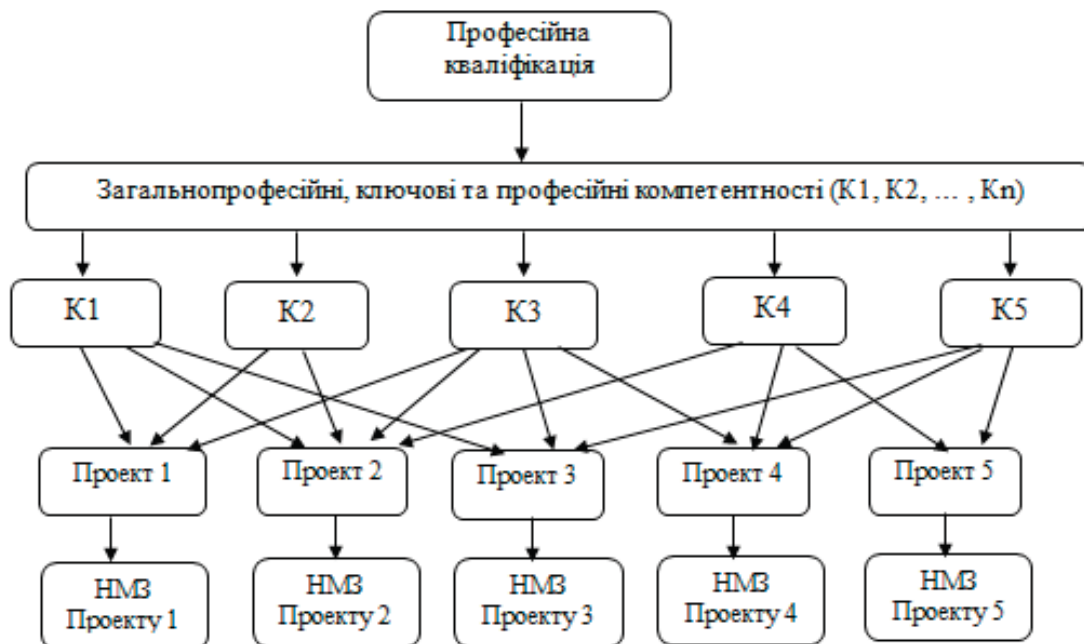 Професійна
кваліфікація
Загальнопрофесійні, ключові та професійні компетентності (К1, К2, … , Кn)
К1
К2
К3
К4
К5
Проект 1
Проект 2
Проект 3
Проект 4
Проект 5
НМЗ
Проекту 1
НМЗ
Проекту 2
НМЗ
Проекту 3
НМЗ
Проекту 4
НМЗ
Проекту 5